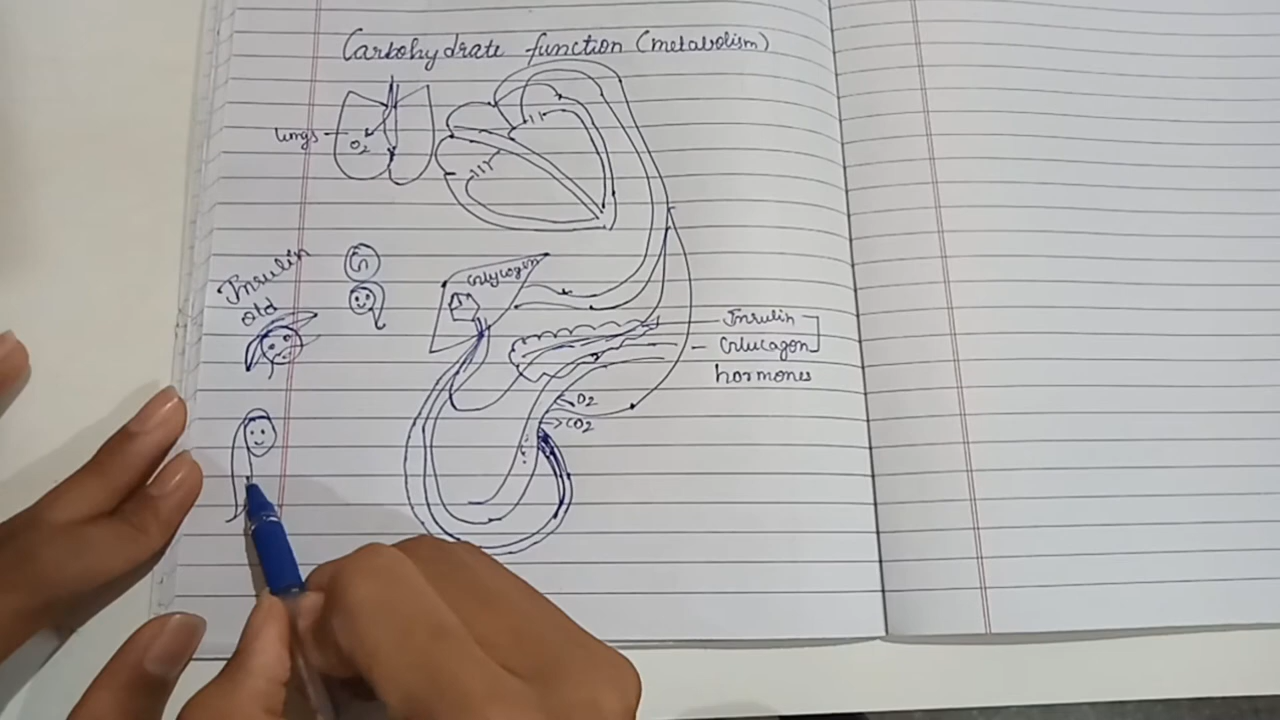 Carbohydrate function (metabolism)
lungs
O2
Insulin
old
G
Glycogen
Insulin
Glucagon
hormones
O2
CO2